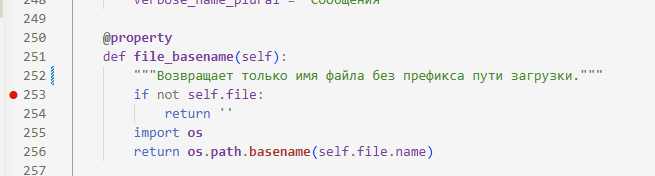 248 verbose_name_plural = "Сообщения"
249
250 @property
251 def file_basename(self):
252 """Возвращает только имя файла без префикса пути загрузки."""
253 if not self.file:
254 return ''
255 import os
256 return os.path.basename(self.file.name)
257